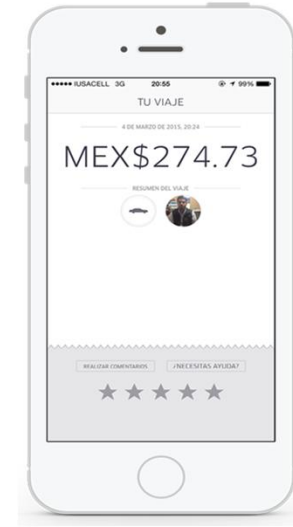 IUSACELL 3G 20:55 99%
TU VIAJE
4 DE MARZO DE 2015, 20:24
MEX$274.73
RESUMEN DEL VIAJE
REALIZAR COMENTARIOS ¿NECESITAS AYUDA?